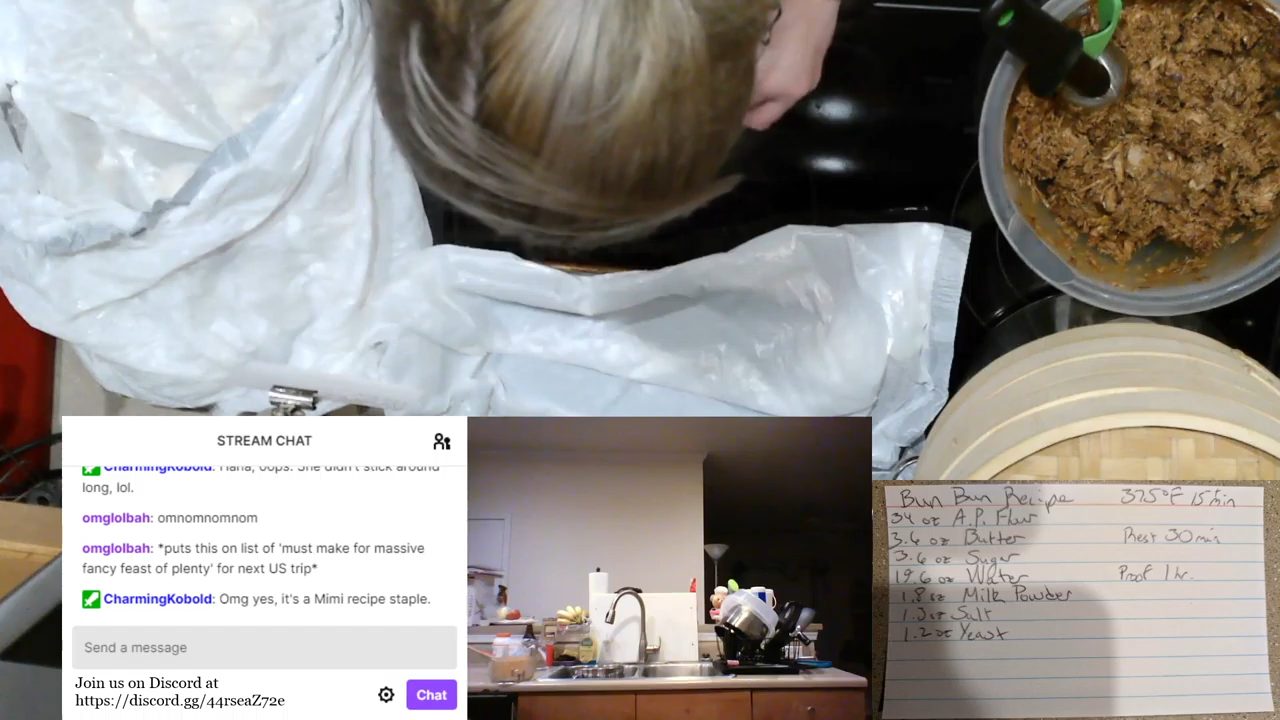 STREAM CHAT
CharmingKobold: Haha, oops. She didn't stick around
long, lol.
omglolbah: omnomnomnom
omglolbah: *puts this on list of 'must make for massive
fancy feast of plenty' for next US trip*
CharmingKobold: Omg yes, it's a Mimi recipe staple.
Send a message
Join us on Discord at
https://discord.gg/44rseaZ72e
Chat
Bun Bun Recipe 375°F 15 min
34 oz A.P. Flour
3.6 oz Butter Rest 30 min
3.6 oz Sugar
19.6 oz Water Proof 1 hr.
1.8 oz Milk Powder
Salt
1.2 oz Yeast